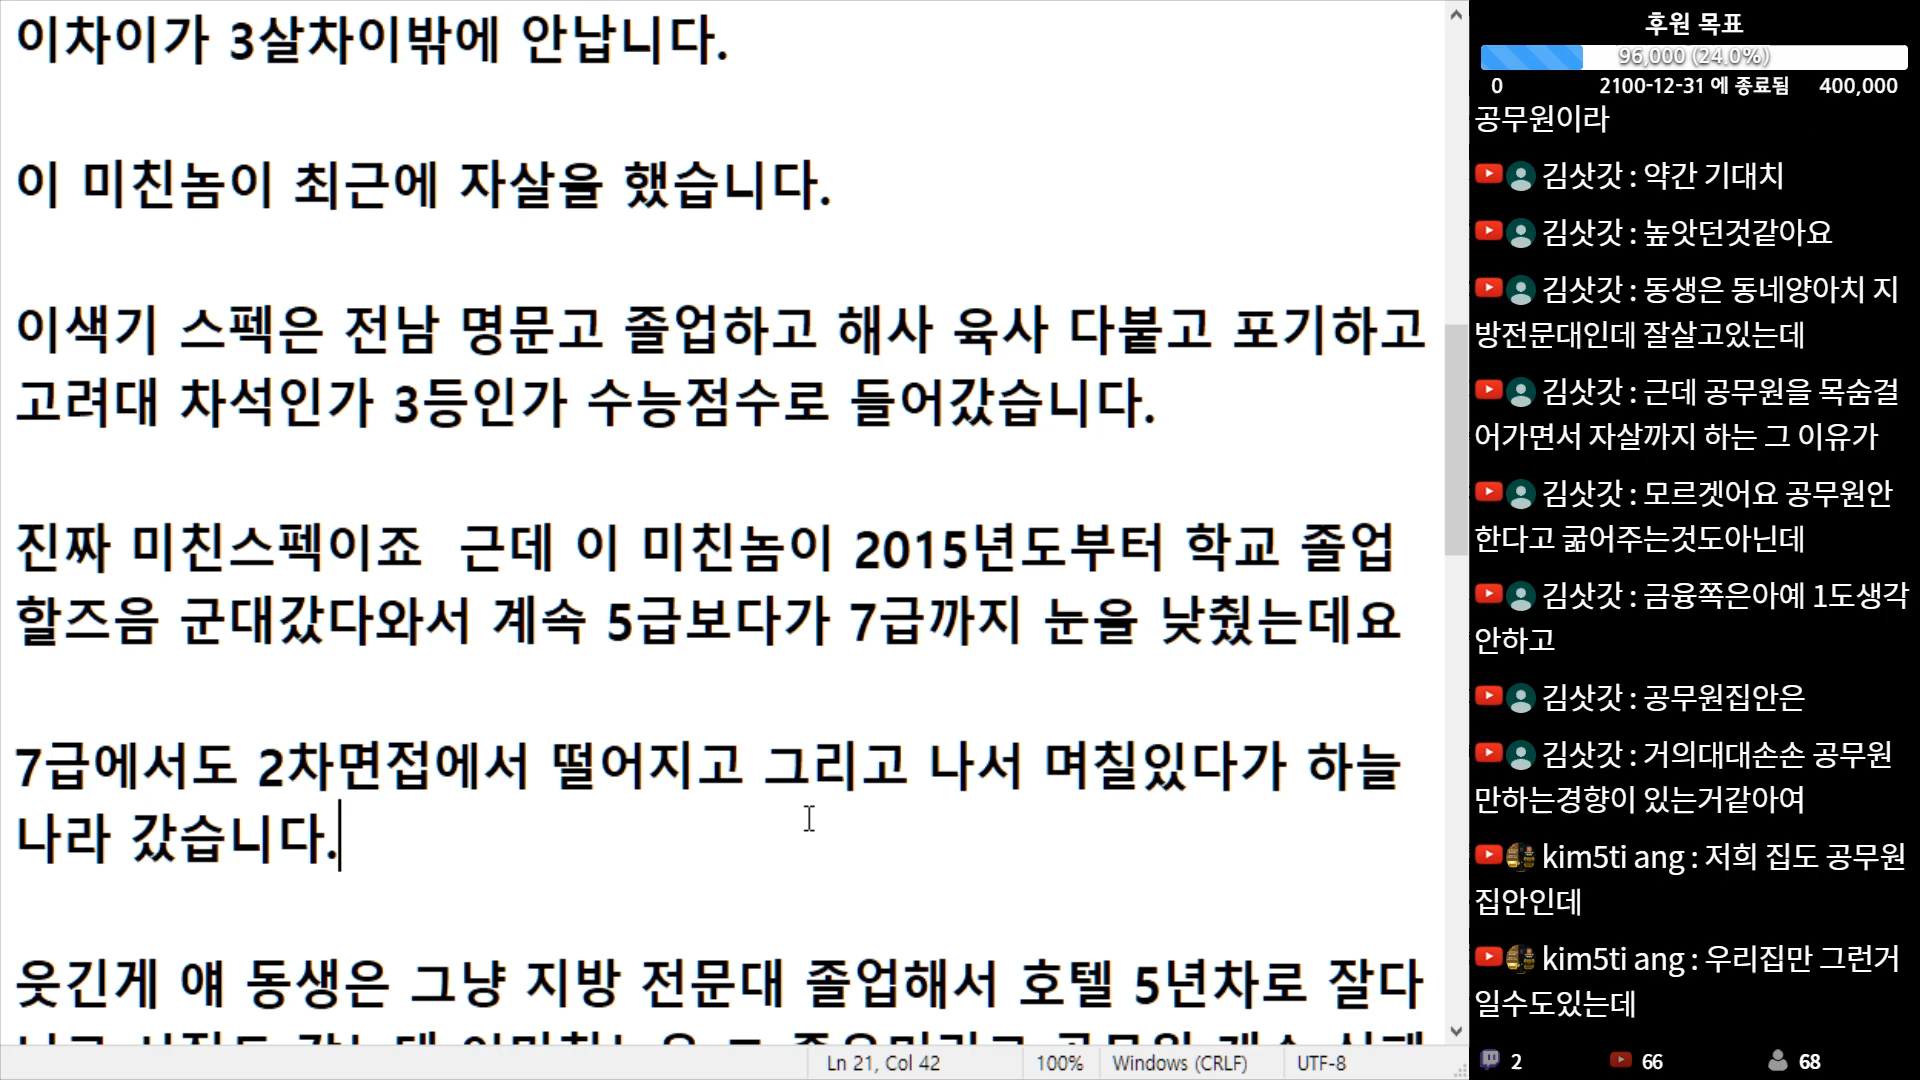 이차이가 3살차이밖에 안납니다.
이 미친놈이 최근에 자살을 했습니다.
이색기 스펙은 전남 명문고 졸업하고 해사 육사 다붙고 포기하고
고려대 차석인가 3등인가 수능점수로 들어갔습니다.
진짜 미친스펙이죠  근데 이 미친놈이 2015년도부터 학교 졸업
할즈음 군대갔다와서 계속 5급보다가 7급까지 눈을 낮췄는데요
7급에서도 2차면접에서 떨어지고 그리고 나서 며칠있다가 하늘
나라 갔습니다.
웃긴게 얘 동생은 그냥 지방 전문대 졸업해서 호텔 5년차로 잘다
Ln 21, Col 42
100%
Windows (CRLF)
UTF-8
후원 목표
96,000 (24.0%)
0 2100-12-31 에 종료됨 400,000
공무원이라
김삿갓 : 약간 기대치
김삿갓 : 높앗던것같아요
김삿갓 : 동생은 동네양아치 지
방전문대인데 잘살고있는데
김삿갓 : 근데 공무원을 목숨걸
어가면서 자살까지 하는 그 이유가
김삿갓 : 모르겟어요 공무원안
한다고 굶어주는것도아닌데
김삿갓 : 금융쪽은아예 1도생각
안하고
김삿갓 : 공무원집안은
김삿갓 : 거의대대손손 공무원
만하는경향이 있는거같아여
kim5ti ang : 저희 집도 공무원
집안인데
kim5ti ang : 우리집만 그런거
일수도있는데
2 66 68